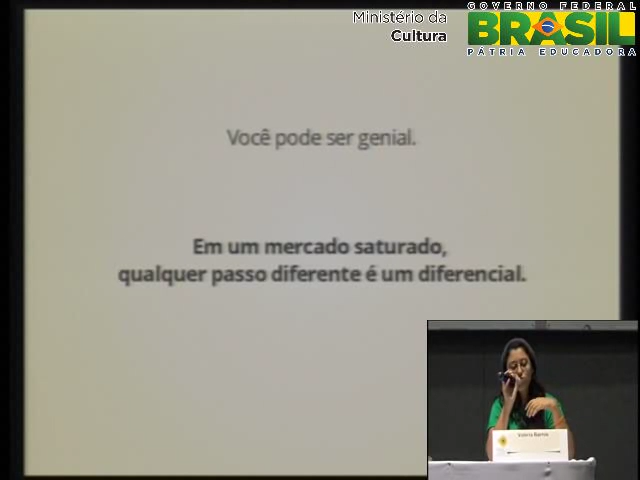 Ministério da
Cultura
GOVERNO FEDERAL
BRASIL
PÁTRIA EDUCADORA
Você pode ser genial.
Em um mercado saturado,
qualquer passo diferente é um diferencial.